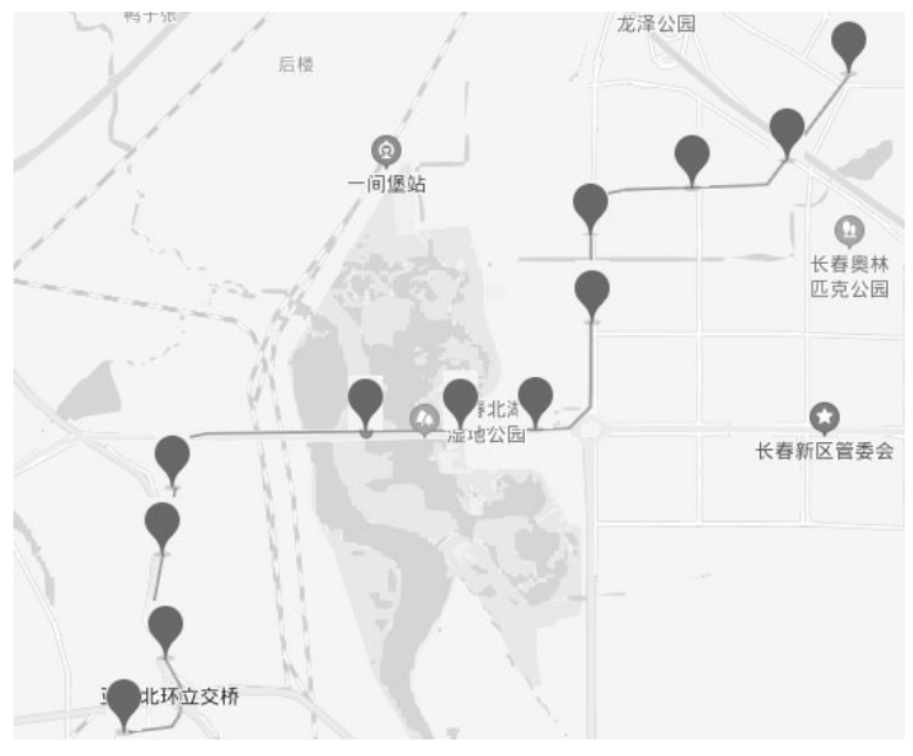 鸭子张
龙泽公园
后楼
一间堡站
长春奥林
匹克公园
春北湖
湿地公园
长春新区管委会
北环立交桥